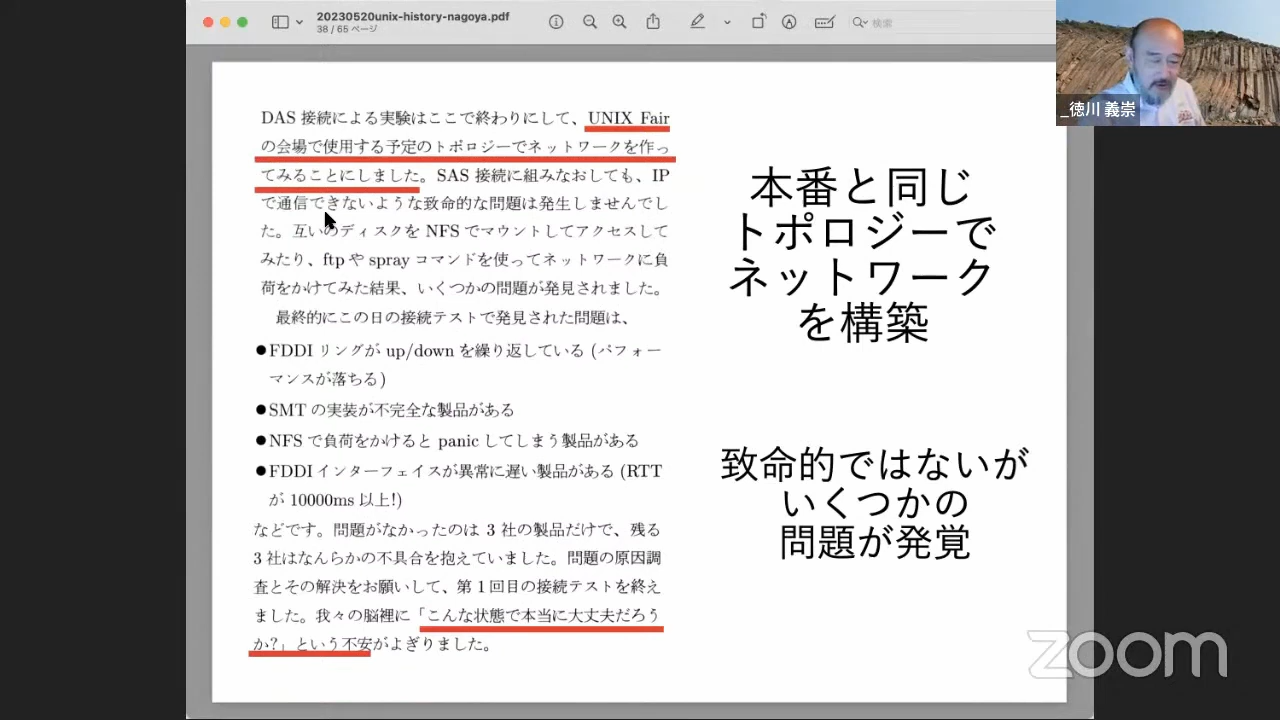 20230520unix-history-nagoya.pdf
38 / 65 ページ
検索
_徳川 義崇
DAS 接続による実験はここで終わりにして、UNIX Fair
の会場で使用する予定のトポロジーでネットワークを作っ
てみることにしました。SAS 接続に組みなおしても、IP
で通信できないような致命的な問題は発生しませんでし
た。互いのディスクを NFS でマウントしてアクセスして
みたり、ftp や spray コマンドを使ってネットワークに負
荷をかけてみた結果、いくつかの問題が発見されました。
最終的にこの日の接続テストで発見された問題は、
●FDDI リングが up/down を繰り返している (パフォー
マンスが落ちる)
●SMT の実装が不完全な製品がある
●NFS で負荷をかけると panic してしまう製品がある
●FDDI インターフェイスが異常に遅い製品がある (RTT
が 10000ms 以上!)
などです。問題がなかったのは 3 社の製品だけで、残る
3 社はなんらかの不具合を抱えていました。問題の原因調
査とその解決をお願いして、第 1 回目の接続テストを終え
ました。我々の脳裡に「こんな状態で本当に大丈夫だろう
か?」という不安がよぎりました。
本番と同じ
トポロジーで
ネットワーク
を構築
致命的ではないが
いくつかの
問題が発覚
zoom